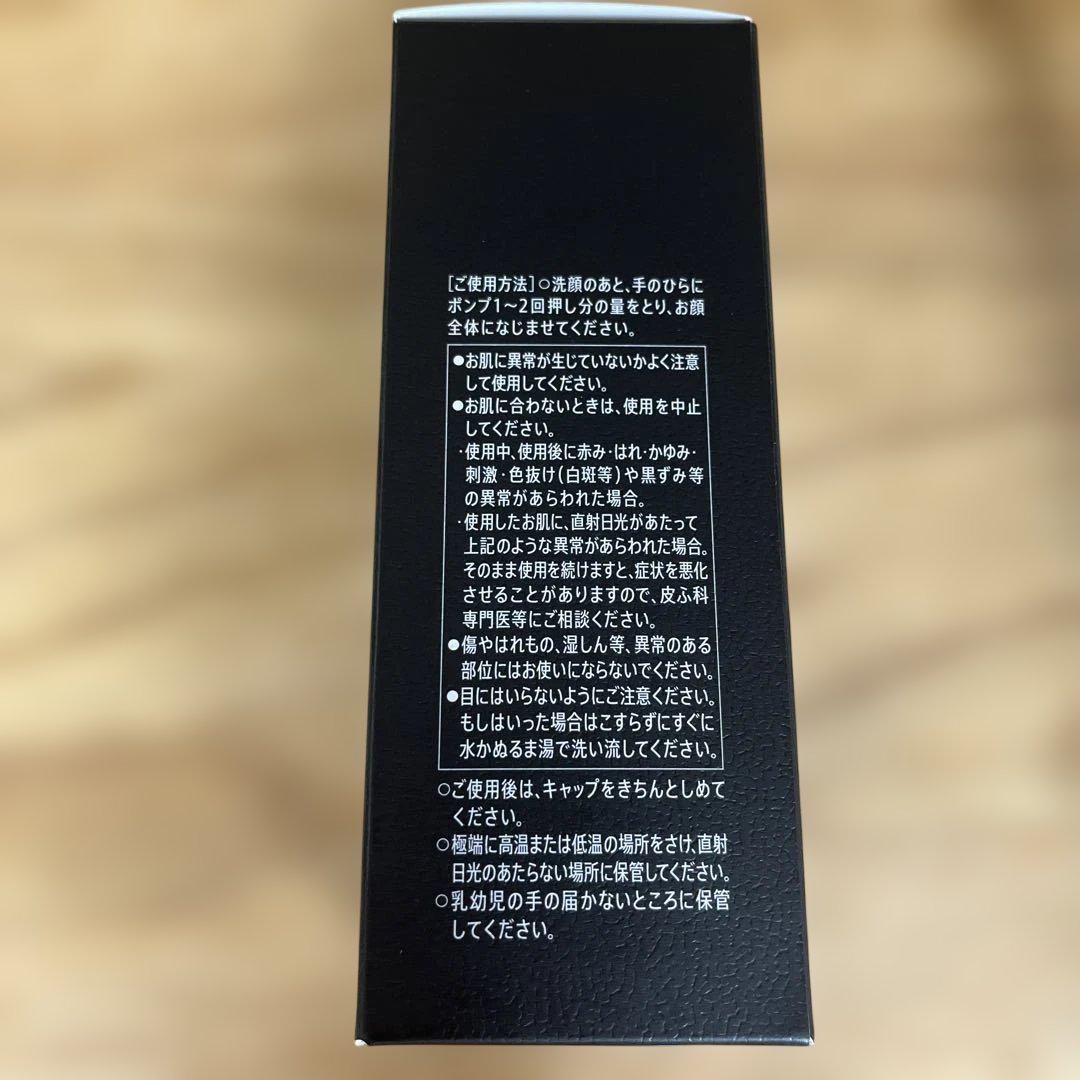 [ご使用方法]○洗顔のあと、手のひらに
ポンプ1〜2回押し分の量をとり、お顔
全体になじませてください。
●お肌に異常が生じていないかよく注意
して使用してください。
●お肌に合わないときは、使用を中止
してください。
・使用中、使用後に赤み・はれ・かゆみ・
刺激・色抜け(白斑等)や黒ずみ等
の異常があらわれた場合。
・使用したお肌に、直射日光があたって
上記のような異常があらわれた場合。
そのまま使用を続けますと、症状を悪化
させることがありますので、皮ふ科
専門医等にご相談ください。
●傷やはれもの、湿しん等、異常のある
部位にはお使いにならないでください。
●目にはいらないようにご注意ください。
もしはいった場合はこすらずにすぐに
水かぬるま湯で洗い流してください。
○ご使用後は、キャップをきちんとしめて
ください。
○極端に高温または低温の場所をさけ、直射
日光のあたらない場所に保管してください。
○乳幼児の手の届かないところに保管
してください。